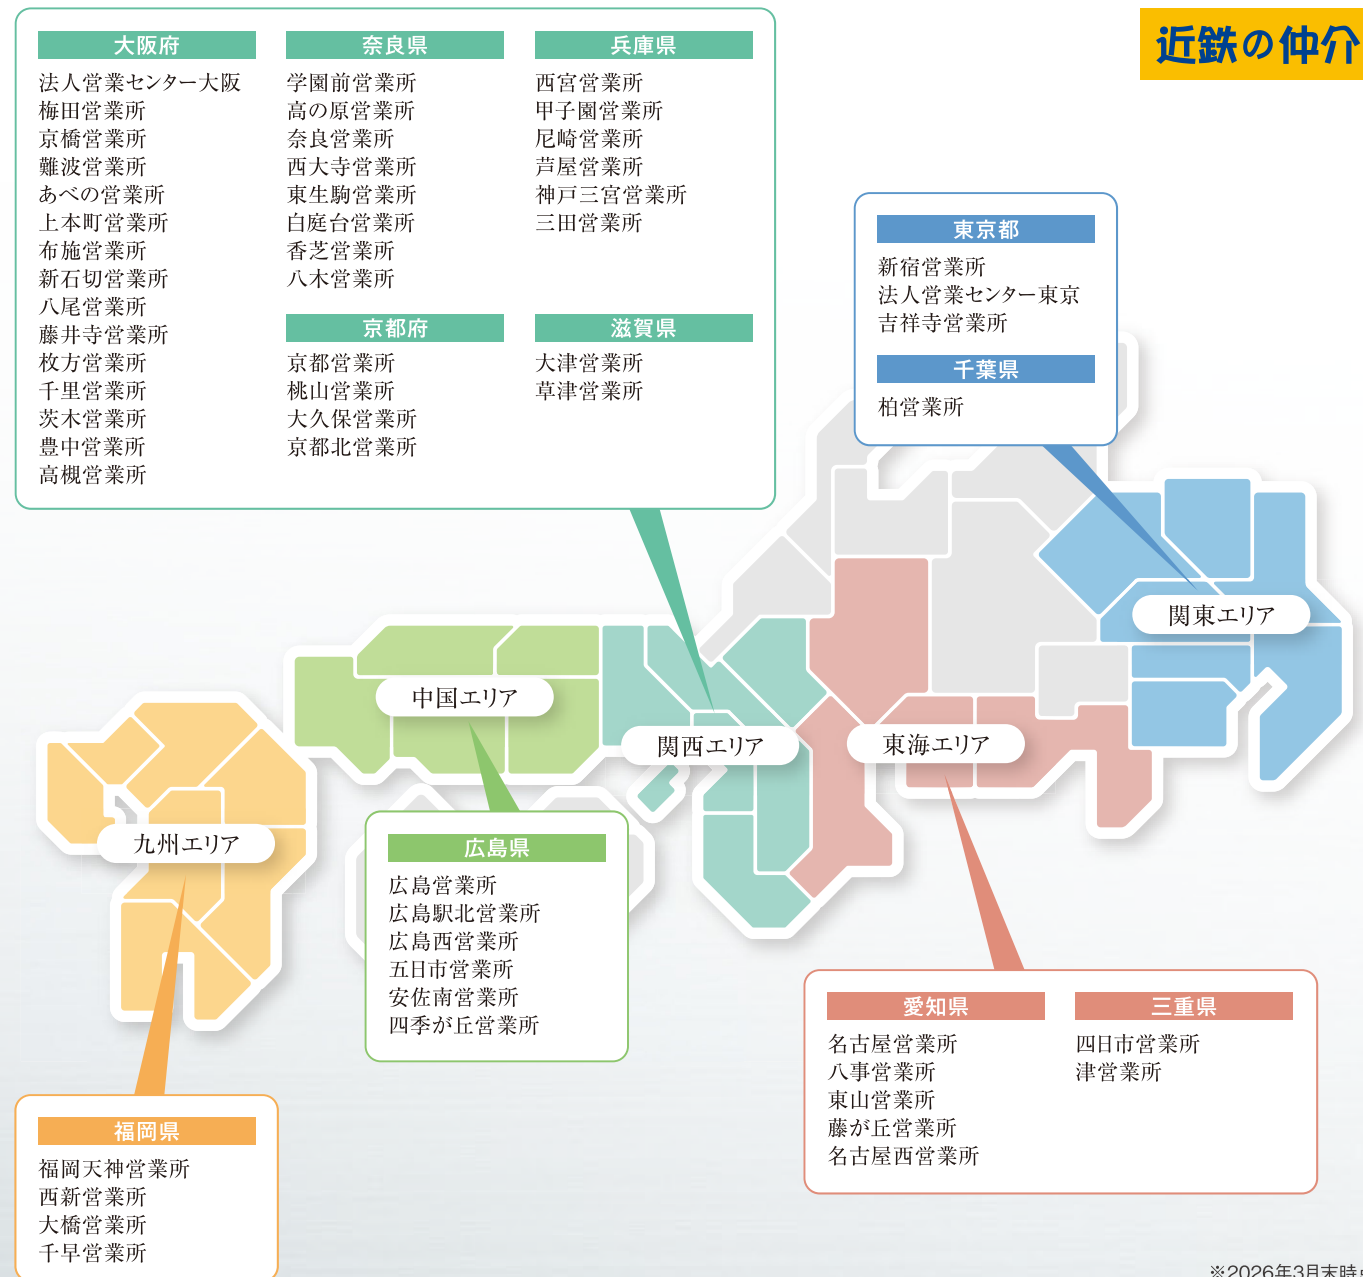 近鉄の仲介
大阪府
法人営業センター大阪
梅田営業所
京橋営業所
難波営業所
あべの営業所
上本町営業所
布施営業所
新石切営業所
八尾営業所
藤井寺営業所
枚方営業所
千里営業所
茨木営業所
豊中営業所
高槻営業所
奈良県
学園前営業所
高の原営業所
奈良営業所
西大寺営業所
東生駒営業所
白庭台営業所
香芝営業所
八木営業所
京都府
京都営業所
桃山営業所
大久保営業所
京都北営業所
兵庫県
西宮営業所
甲子園営業所
尼崎営業所
芦屋営業所
神戸三宮営業所
三田営業所
滋賀県
大津営業所
草津営業所
東京都
新宿営業所
法人営業センター東京
吉祥寺営業所
千葉県
柏営業所
関東エリア
中国エリア
関西エリア
東海エリア
九州エリア
広島県
広島営業所
広島駅北営業所
広島西営業所
五日市営業所
安佐南営業所
四季が丘営業所
愛知県
名古屋営業所
八事営業所
東山営業所
藤が丘営業所
名古屋西営業所
三重県
四日市営業所
津営業所
福岡県
福岡天神営業所
西新営業所
大橋営業所
千早営業所
※2026年3月末時点